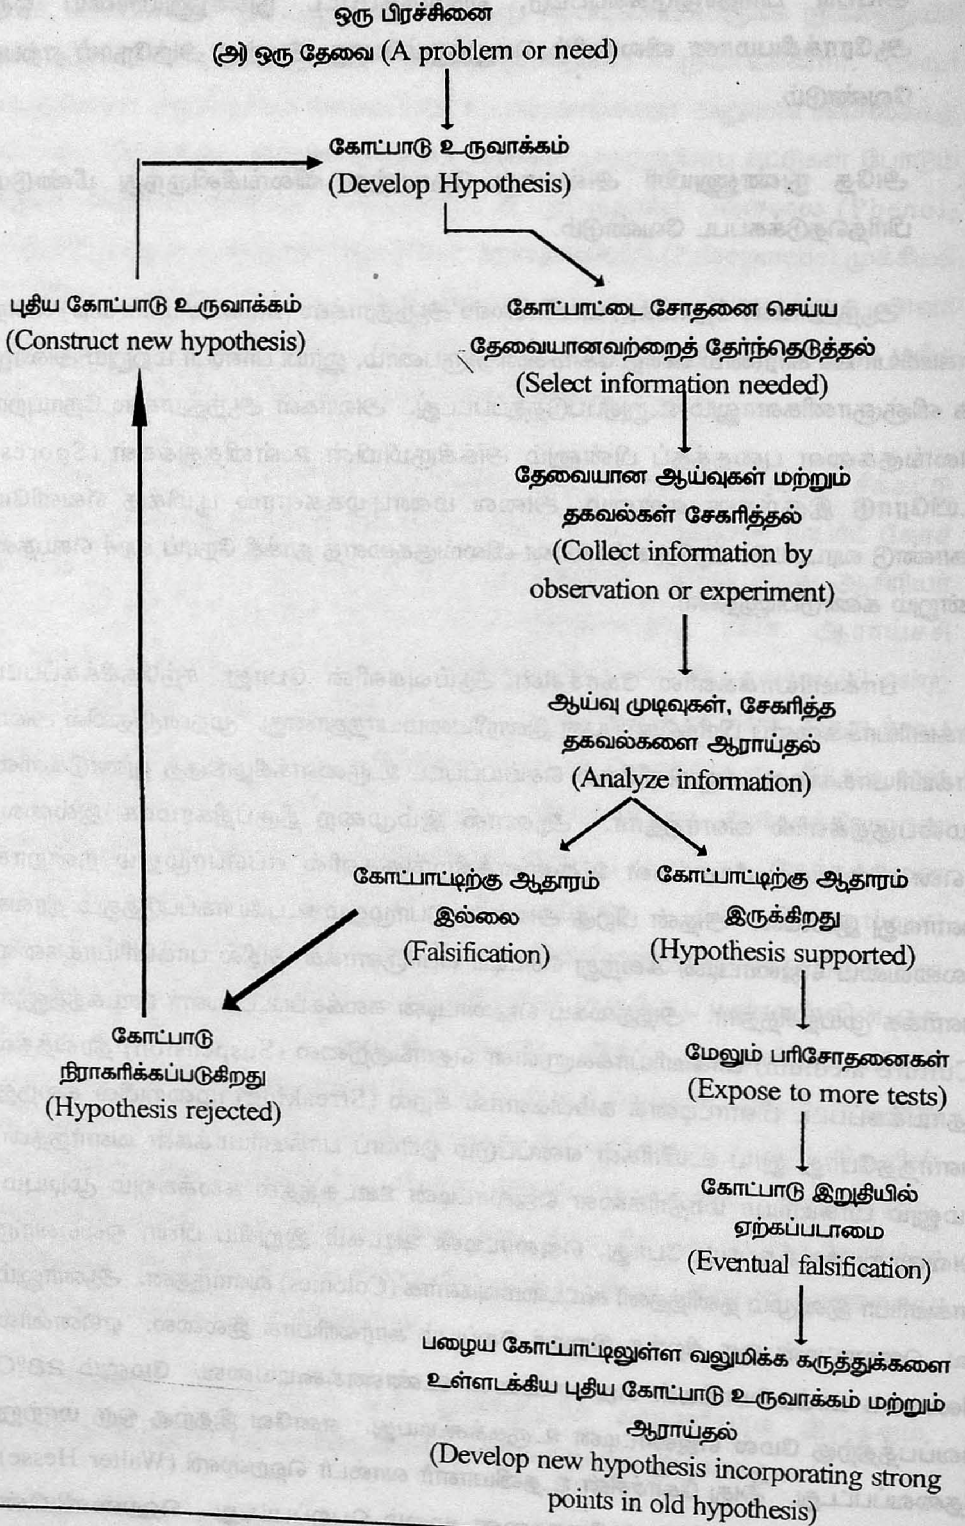 ஒரு பிரச்சினை
(அ) ஒரு தேவை (A problem or need)
கோட்பாடு உருவாக்கம்
(Develop Hypothesis)
புதிய கோட்பாடு உருவாக்கம்
(Construct new hypothesis)
கோட்பாட்டை சோதனை செய்ய
தேவையானவற்றைத் தேர்ந்தெடுத்தல்
(Select information needed)
தேவையான ஆய்வுகள் மற்றும்
தகவல்கள் சேகரித்தல்
(Collect information by
observation or experiment)
ஆய்வு முடிவுகள், சேகரித்த
தகவல்களை ஆராய்தல்
(Analyze information)
கோட்பாட்டிற்கு ஆதாரம்
இல்லை
(Falsification)
கோட்பாட்டிற்கு ஆதாரம்
இருக்கிறது
(Hypothesis supported)
கோட்பாடு
நிராகரிக்கப்படுகிறது
(Hypothesis rejected)
மேலும் பரிசோதனைகள்
(Expose to more tests)
கோட்பாடு இறுதியில்
ஏற்கப்படாமை
(Eventual falsification)
பழைய கோட்பாட்டிலுள்ள வலுமிக்க கருத்துக்களை
உள்ளடக்கிய புதிய கோட்பாடு உருவாக்கம் மற்றும்
ஆராய்தல்
(Develop new hypothesis incorporating strong
points in old hypothesis)